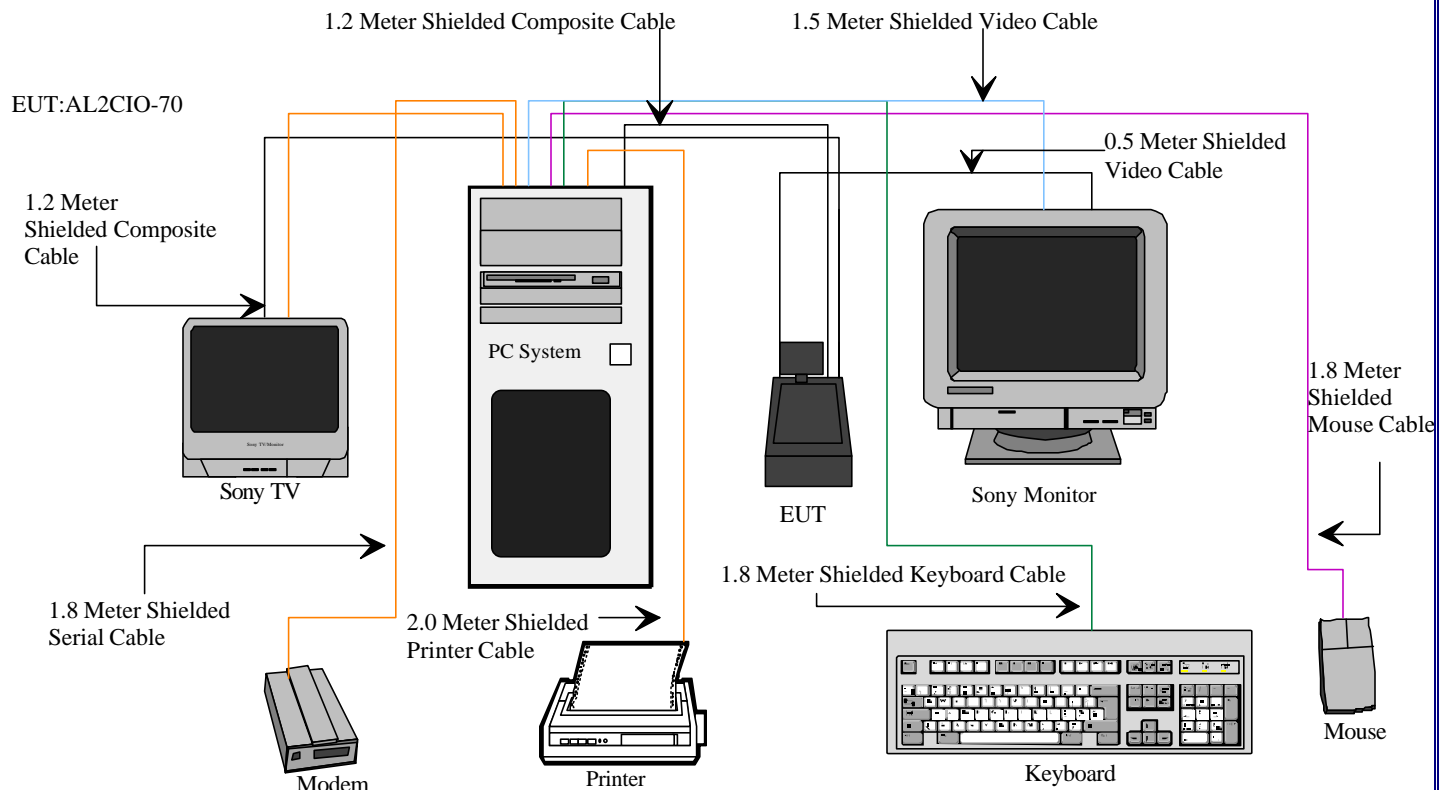 1.2 Meter Shielded Composite Cable
1.5 Meter Shielded Video Cable
EUT:AL2CIO-70
0.5 Meter Shielded
Video Cable
1.2 Meter
Shielded Composite
Cable
PC System
1.8 Meter
Shielded
Mouse Cable
Sony TV/Monitor
Sony TV
Sony Monitor
EUT
1.8 Meter Shielded Keyboard Cable
1.8 Meter Shielded
Serial Cable
2.0 Meter Shielded
Printer Cable
Mouse
Modem
Printer
Keyboard